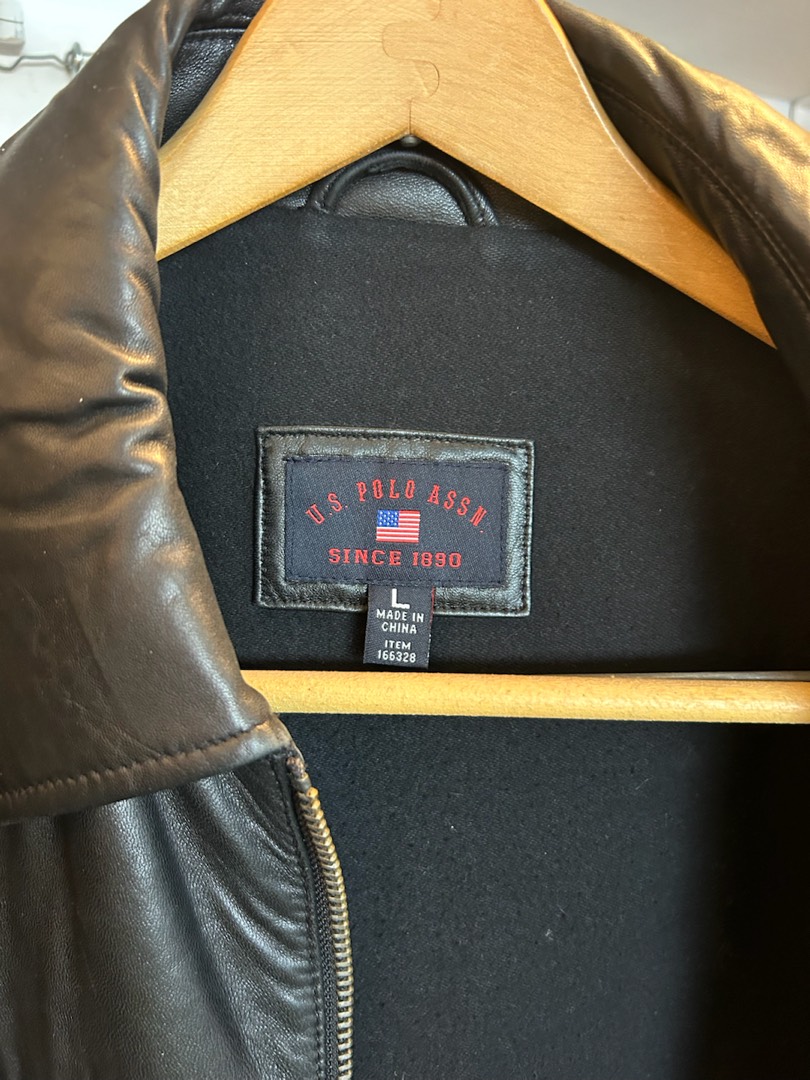 U.S. POLO ASSN.
SINCE 1890
L
MADE IN
CHINA
ITEM
166328